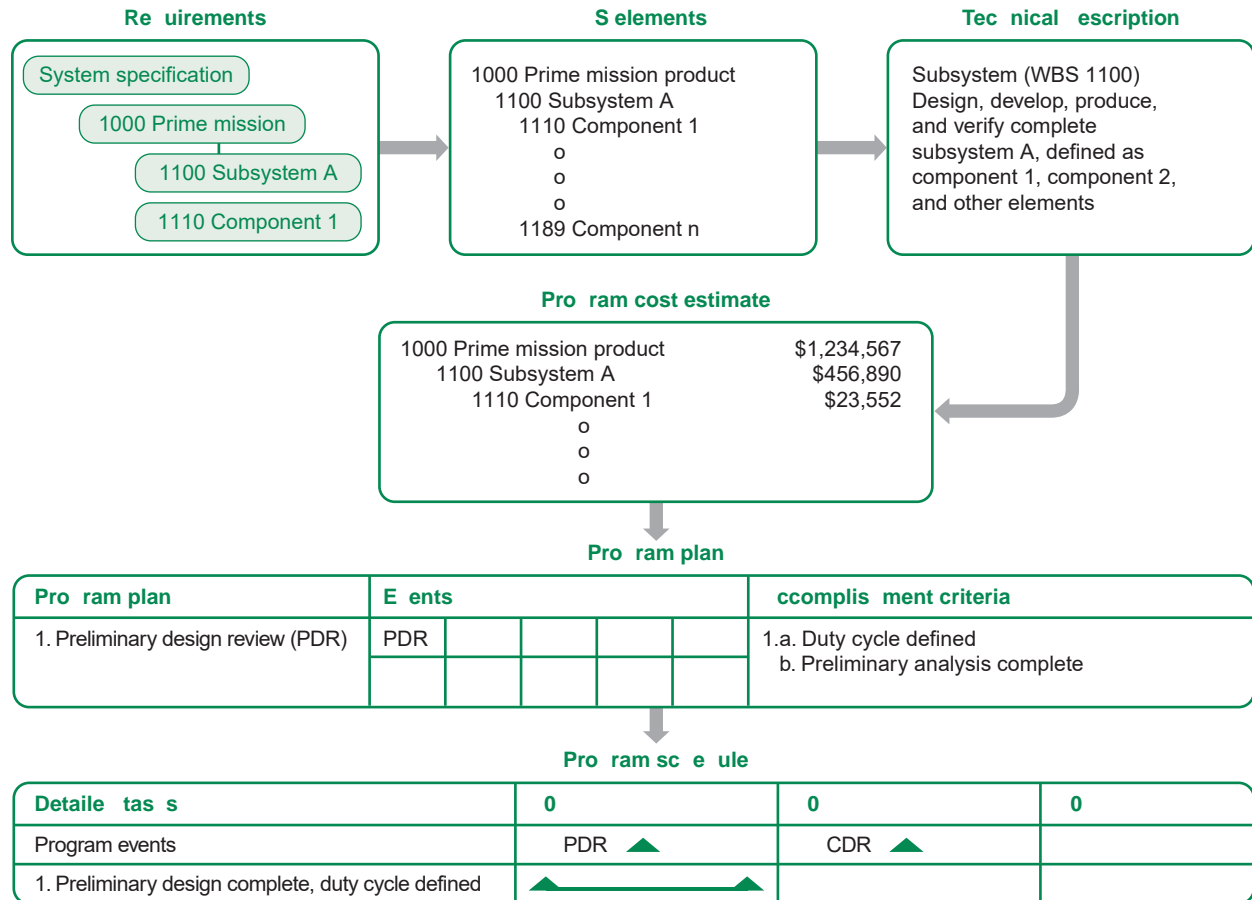 Re uirements
System specification
1000 Prime mission
1100 Subsystem A
1110 Component 1
S elements
1000 Prime mission product
1100 Subsystem A
1110 Component 1
o
o
o
1189 Component n
Tec nical escription
Subsystem (WBS 1100)
Design, develop, produce,
and verify complete
subsystem A, defined as
component 1, component 2,
and other elements
Pro ram cost estimate
1000 Prime mission product $1,234,567
1100 Subsystem A $456,890
1110 Component 1 $23,552
o
o
o
Pro ram plan
Pro ram plan E ents ccomplis ment criteria
1. Preliminary design review (PDR) PDR 1.a. Duty cycle defined
b. Preliminary analysis complete
Pro ram sc e ule
Detaile tas s 0 0 0
Program events PDR CDR
1. Preliminary design complete, duty cycle defined